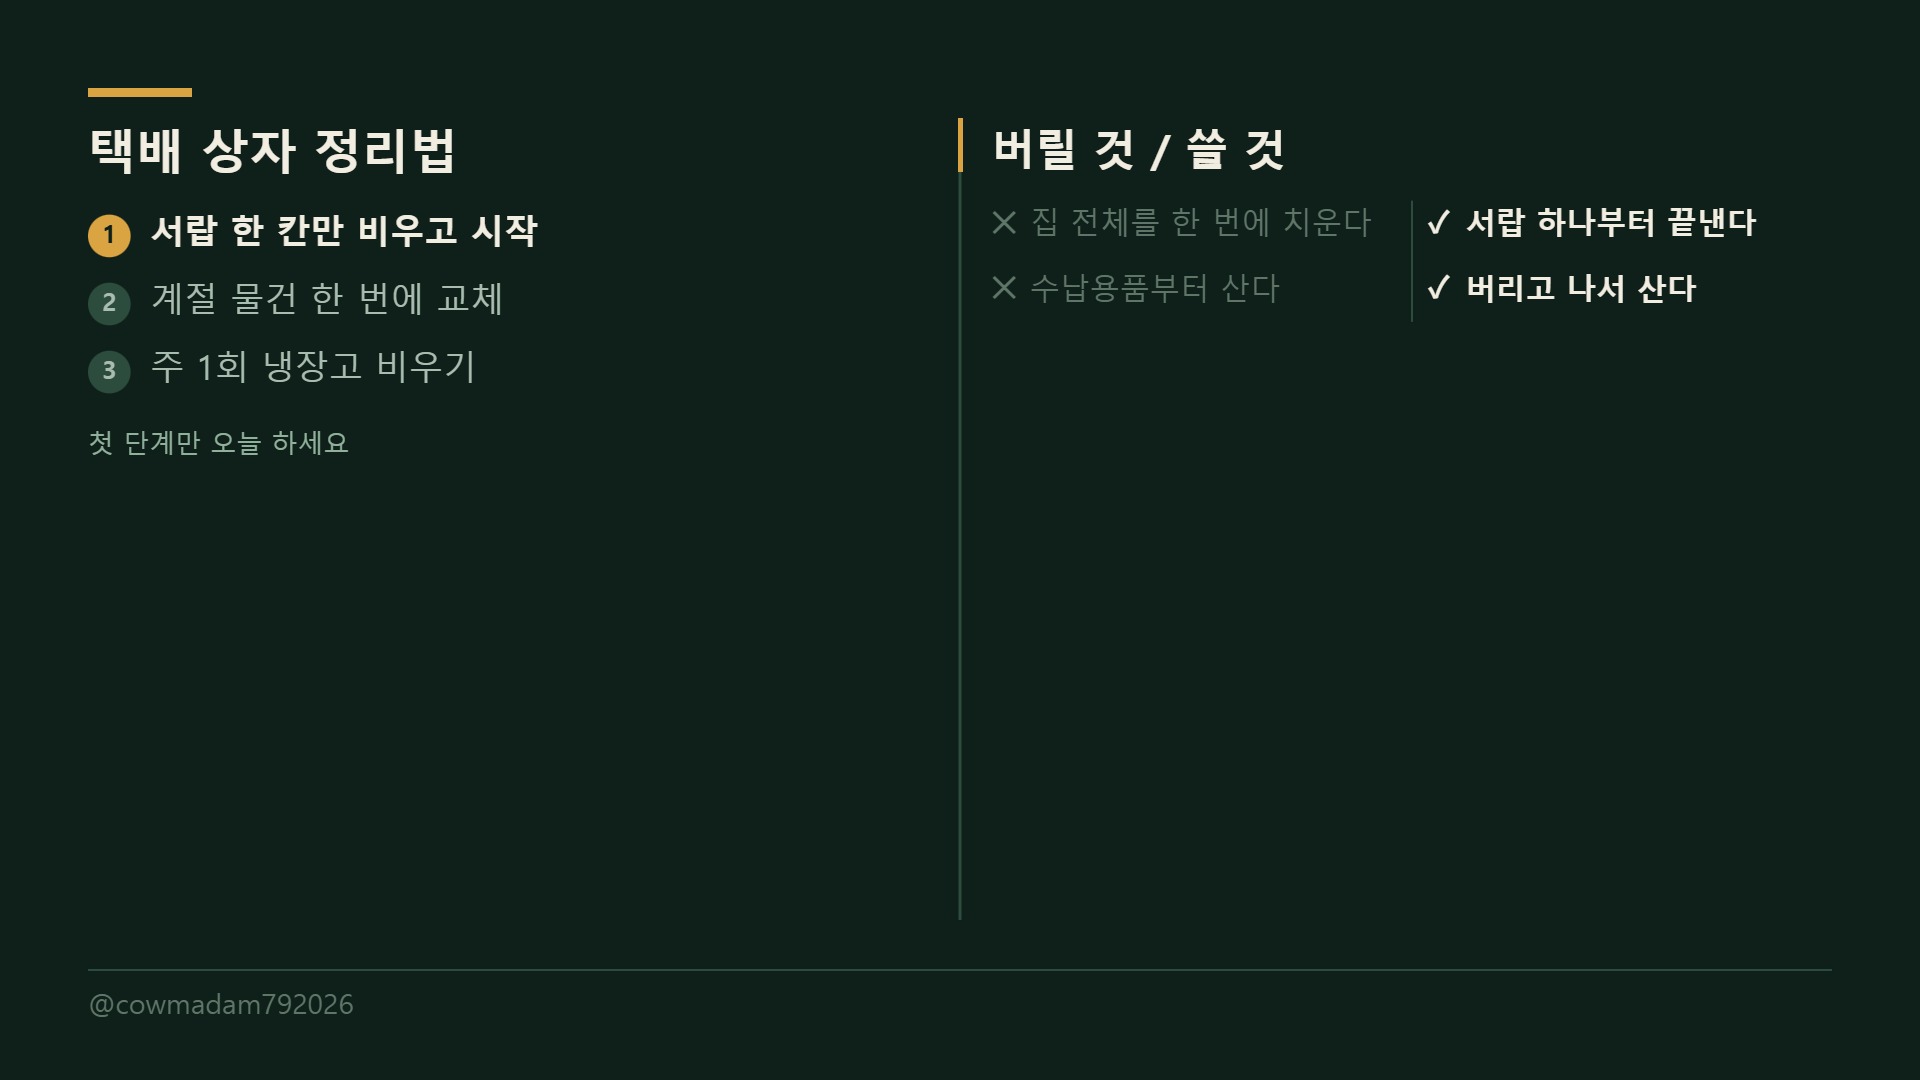 택배 상자 정리법
1 서랍 한 칸만 비우고 시작
2 계절 물건 한 번에 교체
3 주 1회 냉장고 비우기
첫 단계만 오늘 하세요
버릴 것 / 쓸 것
✕ 집 전체를 한 번에 치운다 ✓ 서랍 하나부터 끝낸다
✕ 수납용품부터 산다 ✓ 버리고 나서 산다
@cowmadam792026